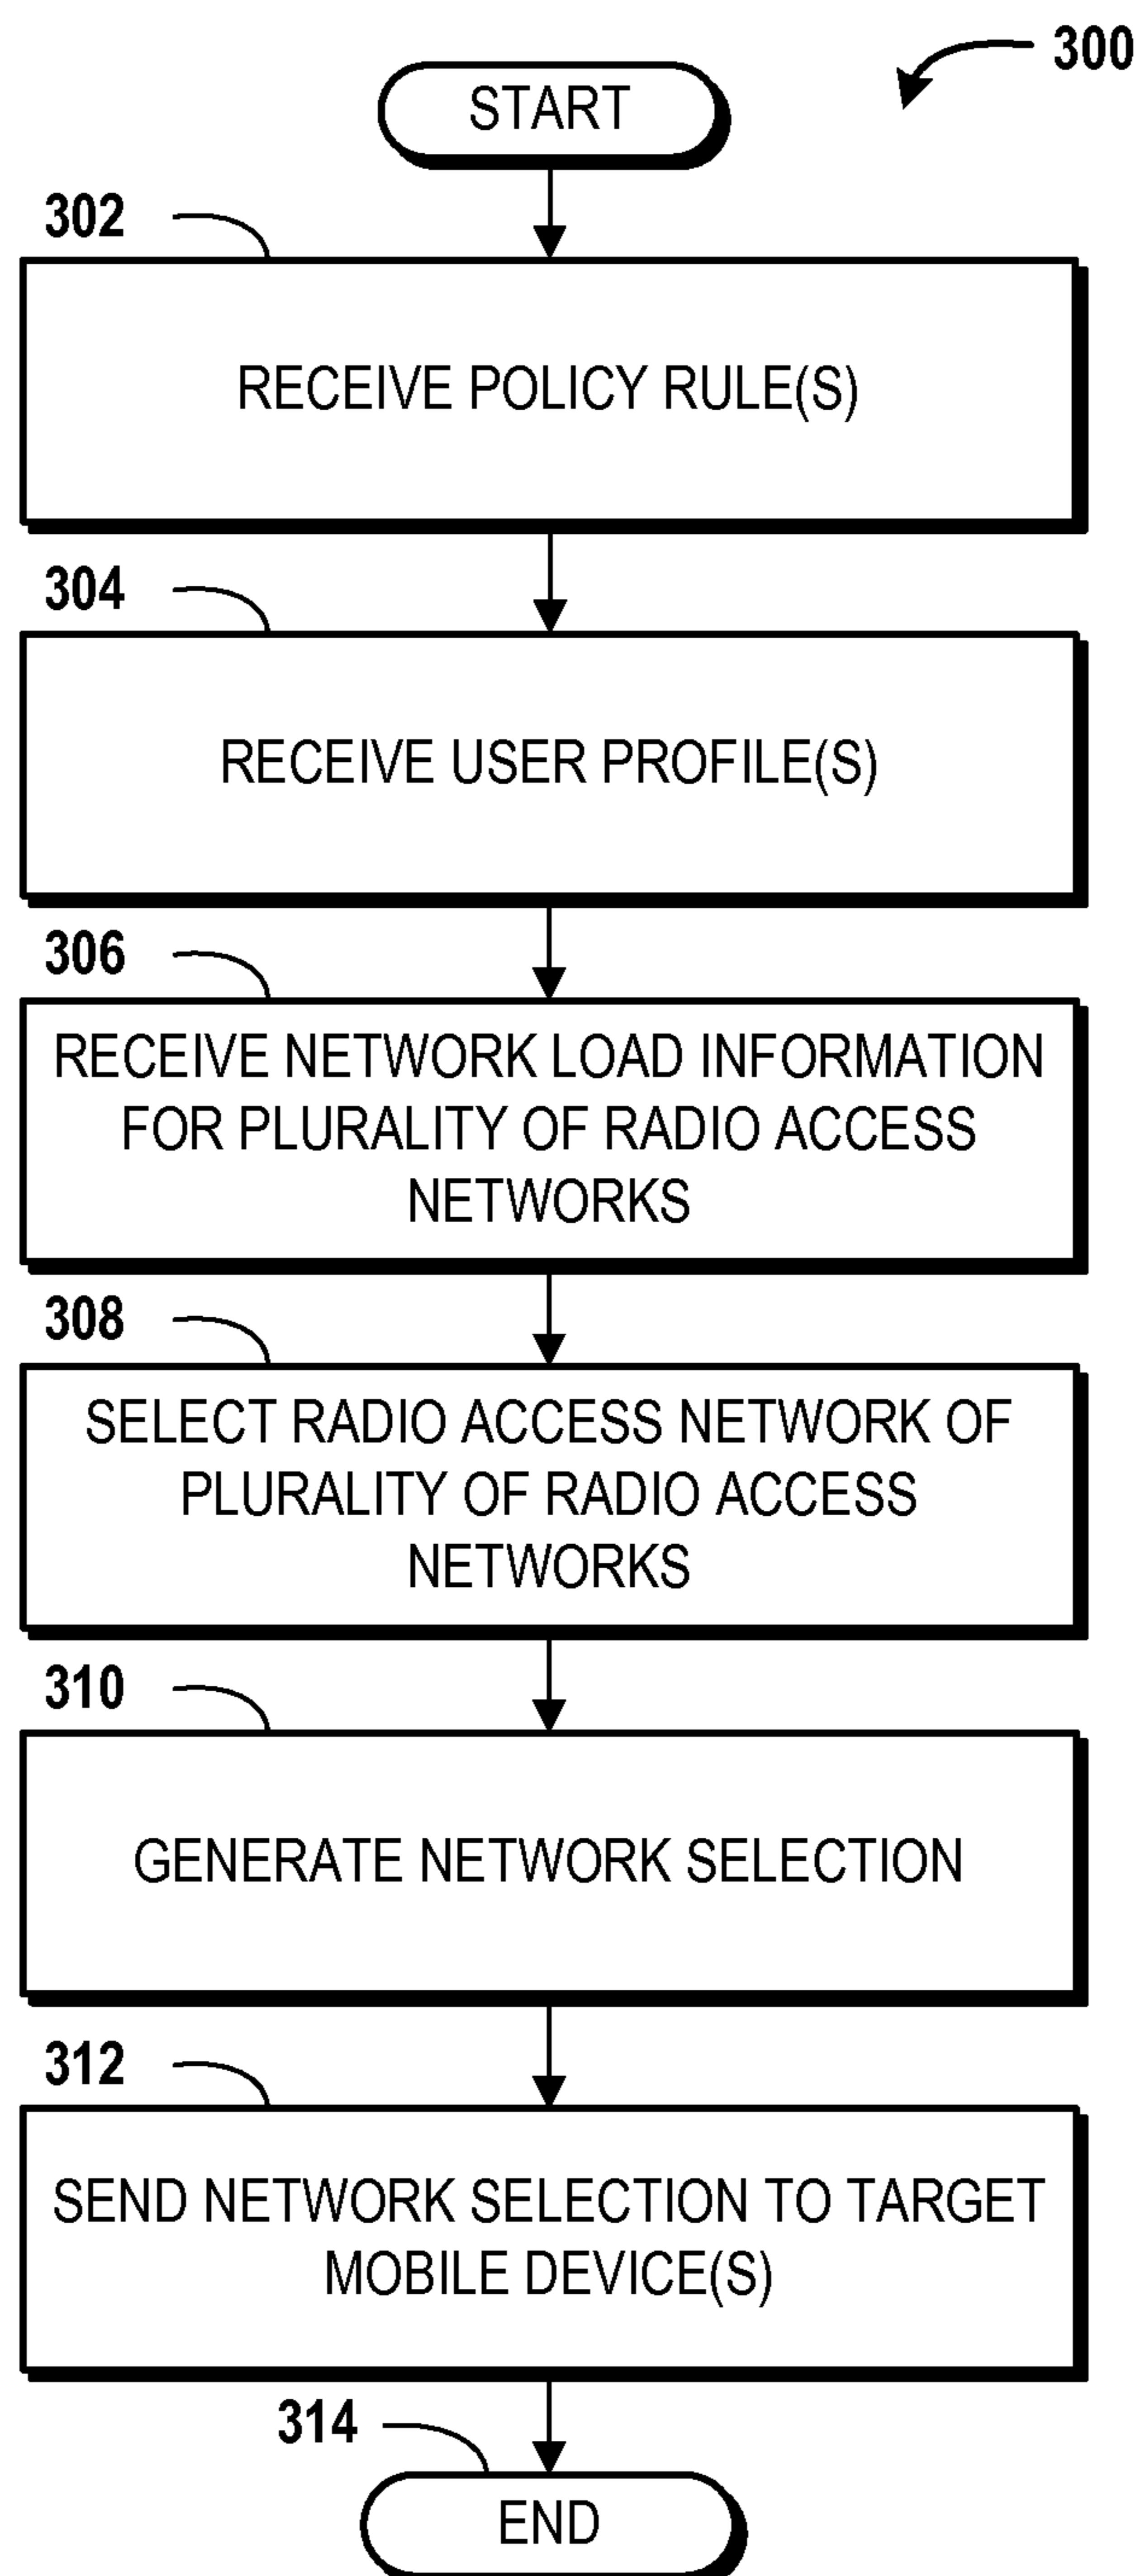 300
START
302
RECEIVE POLICY RULE(S)
304
RECEIVE USER PROFILE(S)
306
RECEIVE NETWORK LOAD INFORMATION
FOR PLURALITY OF RADIO ACCESS
NETWORKS
308
SELECT RADIO ACCESS NETWORK OF
PLURALITY OF RADIO ACCESS
NETWORKS
310
GENERATE NETWORK SELECTION
312
SEND NETWORK SELECTION TO TARGET
MOBILE DEVICE(S)
314
END